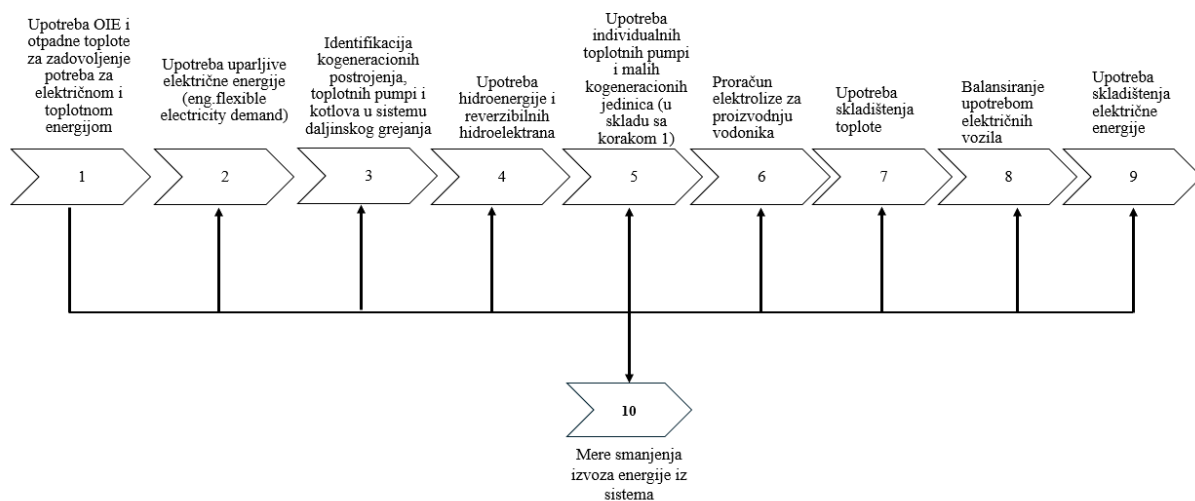 Upotreba OIE i
otpadne toplote
za zadovoljenje
potreba za
električnom i
toplotnom
energijom
1
Upotreba uparljive
električne energije
(eng.flexible
electricity demand)
2
Identifikacija
kogeneracionih
postrojenja,
toplotnih pumpi i
kotlova u sistemu
daljinskog grejanja
3
Upotreba
hidroenergije i
reverzibilnih
hidroelektrana
4
Upotreba
individualnih
toplotnih pumpi
i malih
kogeneracionih
jedinica (u
skladu sa
korakom 1)
5
Proračun
elektrolize za
proizvodnju
vodonika
6
Upotreba
skladištenja
toplote
7
Balansiranje
upotrebom
električnih
vozila
8
Upotreba
skladištenja
električne
energije
9
10
Mere smanjenja
izvoza energije iz
sistema